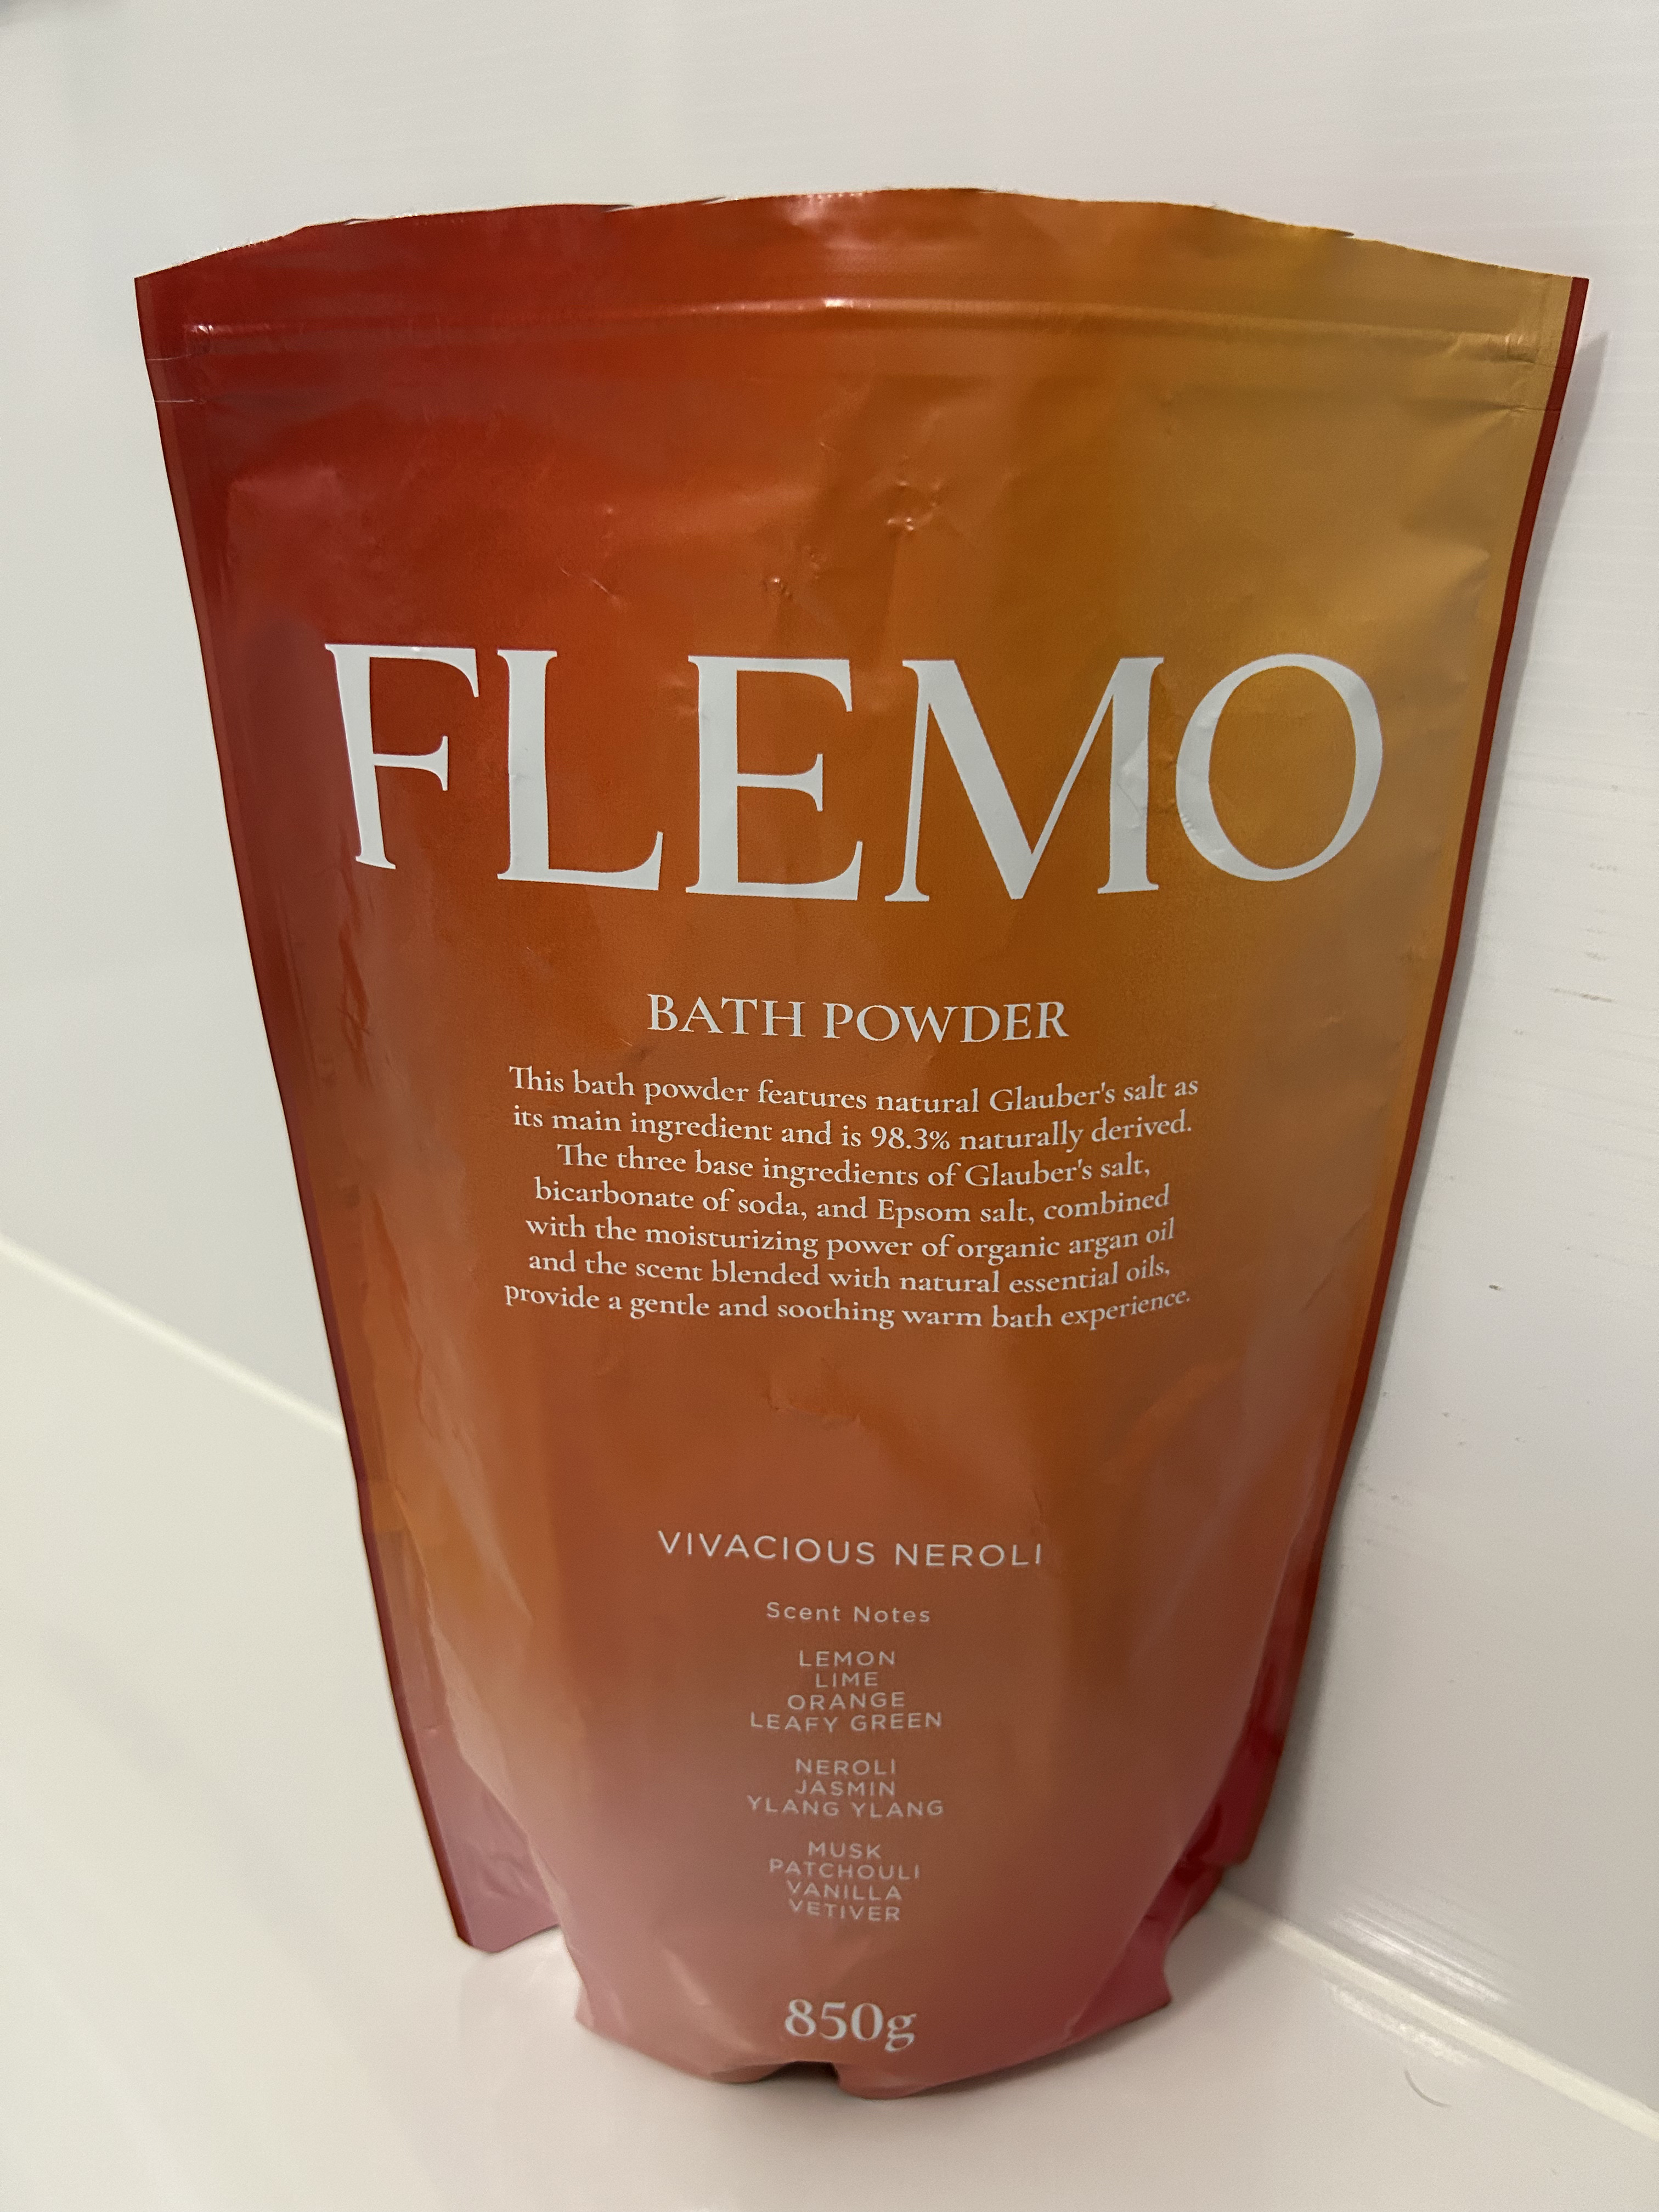 FLEMO
BATH POWDER
This bath powder features natural Glauber's salt as
its main ingredient and is 98.3% naturally derived.
The three base ingredients of Glauber's salt,
bicarbonate of soda, and Epsom salt, combined
with the moisturizing power of organic argan oil
and the scent blended with natural essential oils,
provide a gentle and soothing warm bath experience.
VIVACIOUS NEROLI
Scent Notes
LEMON
LIME
ORANGE
LEAFY GREEN
NEROLI
JASMIN
YLANG YLANG
MUSK
PATCHOULI
VANILLA
VETIVER
850g